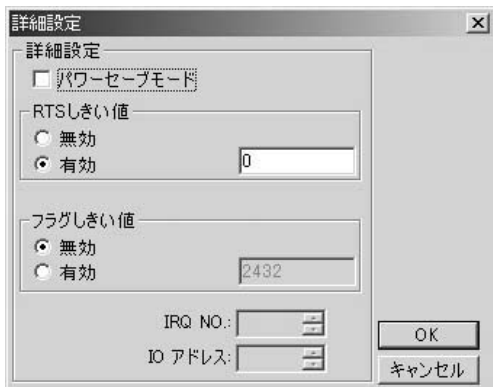 詳細設定
詳細設定
パワーセーブモード
RTSしきい値
無効
有効
0
フラグしきい値
無効
有効
2432
IRQ NO.:
IO アドレス:
OK
キャンセル